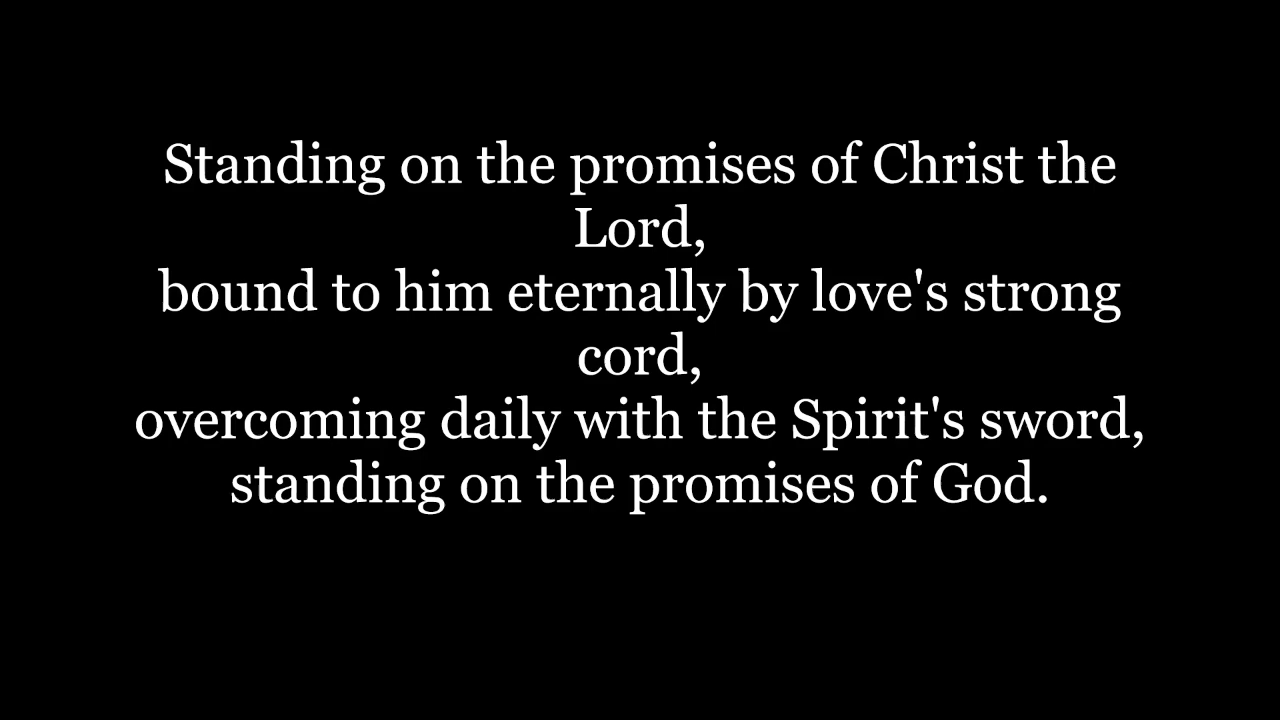 Standing on the promises of Christ the
Lord,
bound to him eternally by love's strong
cord,
overcoming daily with the Spirit's sword,
standing on the promises of God.